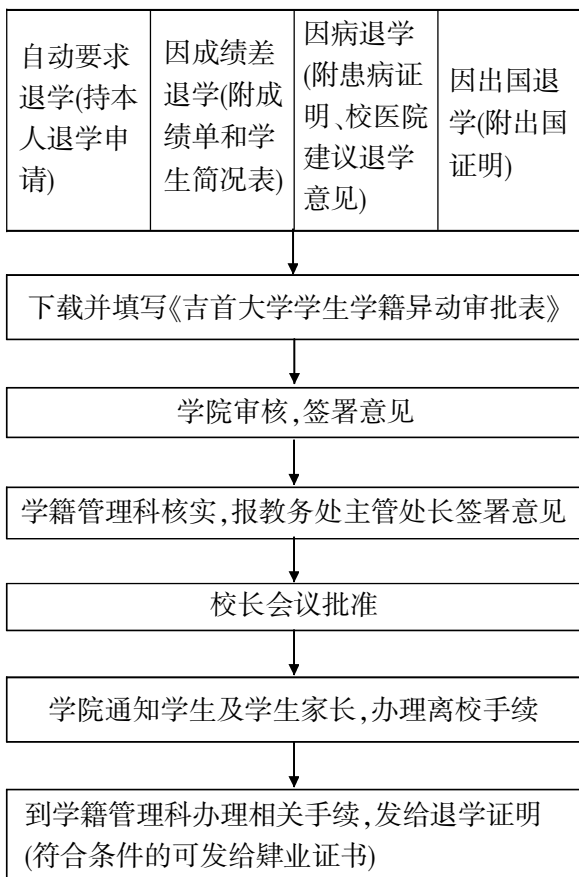 自动要求
退学(持本
人退学申
请)
因成绩差
退学(附成
绩单和学
生简况表)
因病退学
(附患病证
明、校医院
建议退学
意见)
因出国退
学(附出国
证明)
下载并填写《吉首大学学生学籍异动审批表》
学院审核,签署意见
学籍管理科核实,报教务处主管处长签署意见
校长会议批准
学院通知学生及学生家长,办理离校手续
到学籍管理科办理相关手续,发给退学证明
(符合条件的可发给肄业证书)